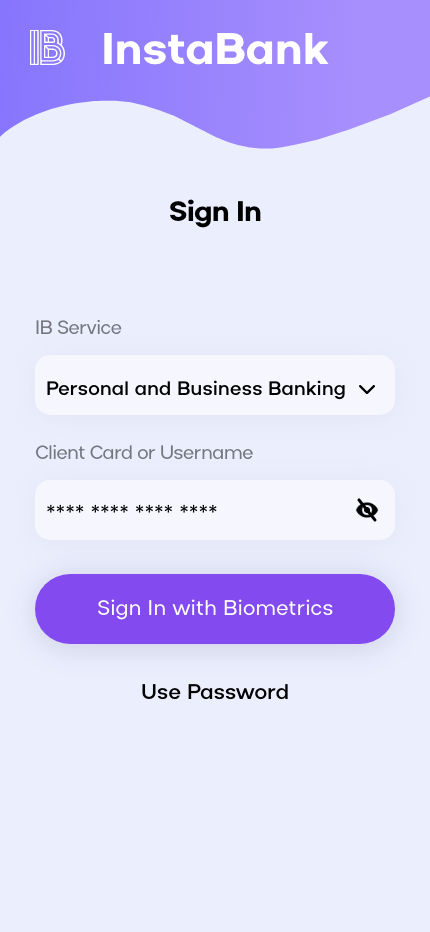 IB InstaBank
Sign In
IB Service
Personal and Business Banking
Client Card or Username
**** **** **** ****
Sign In with Biometrics
Use Password